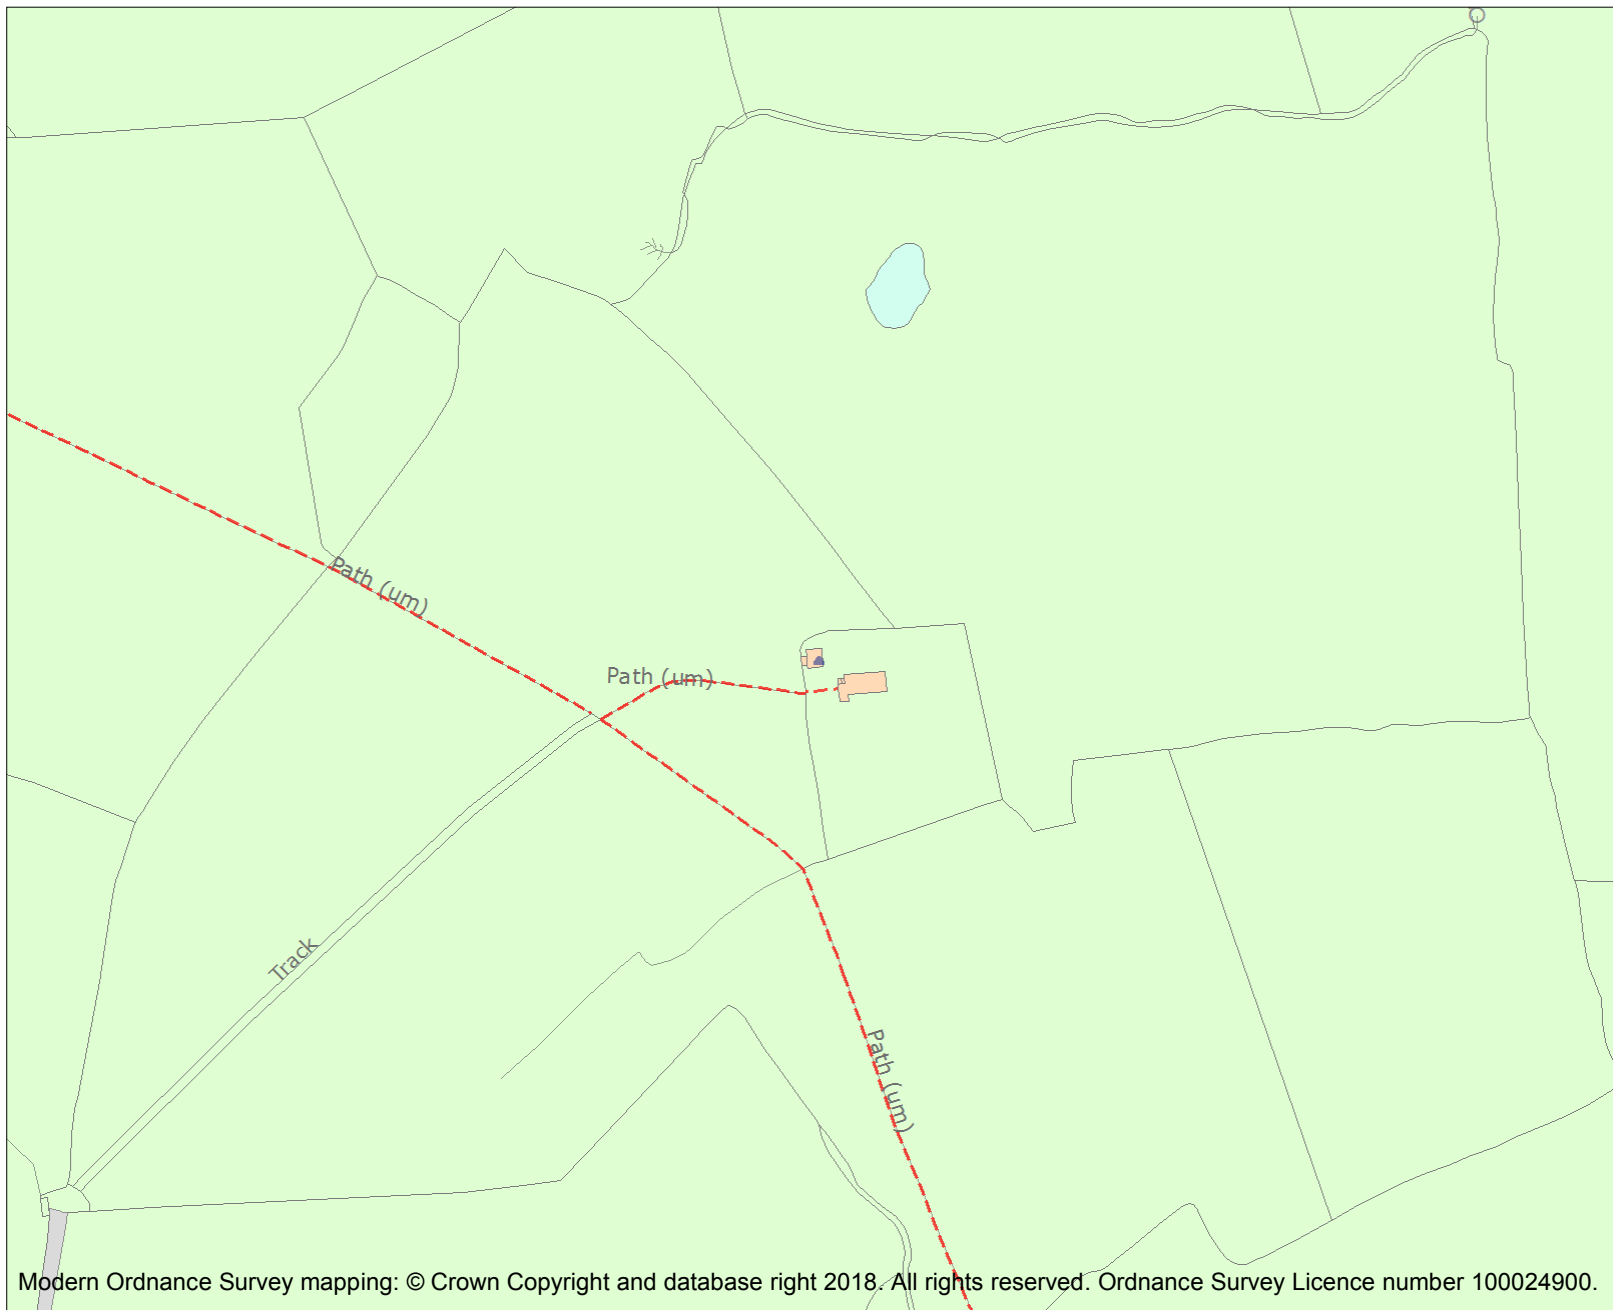 Path (um)
Path (um)
Track
Path (um)
Modern Ordnance Survey mapping: © Crown Copyright and database right 2018. All rights reserved. Ordnance Survey Licence number 100024900.